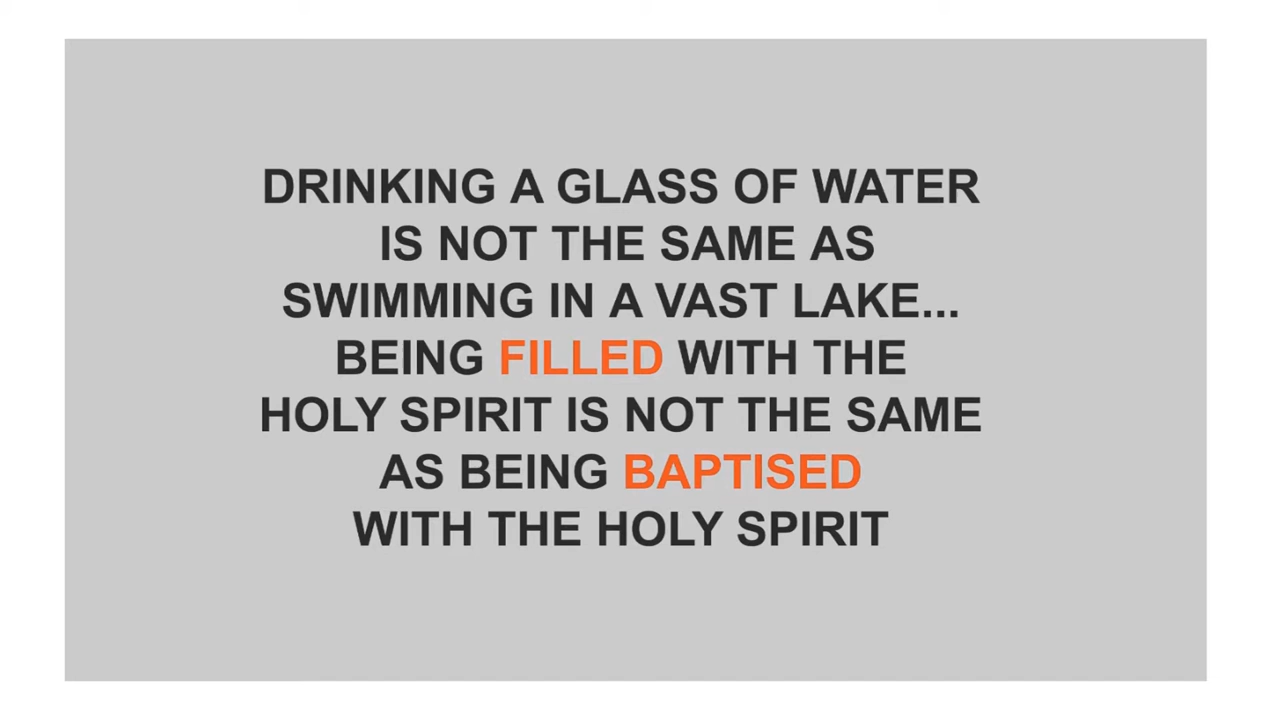 DRINKING A GLASS OF WATER
IS NOT THE SAME AS
SWIMMING IN A VAST LAKE...
BEING FILLED WITH THE
HOLY SPIRIT IS NOT THE SAME
AS BEING BAPTISED
WITH THE HOLY SPIRIT